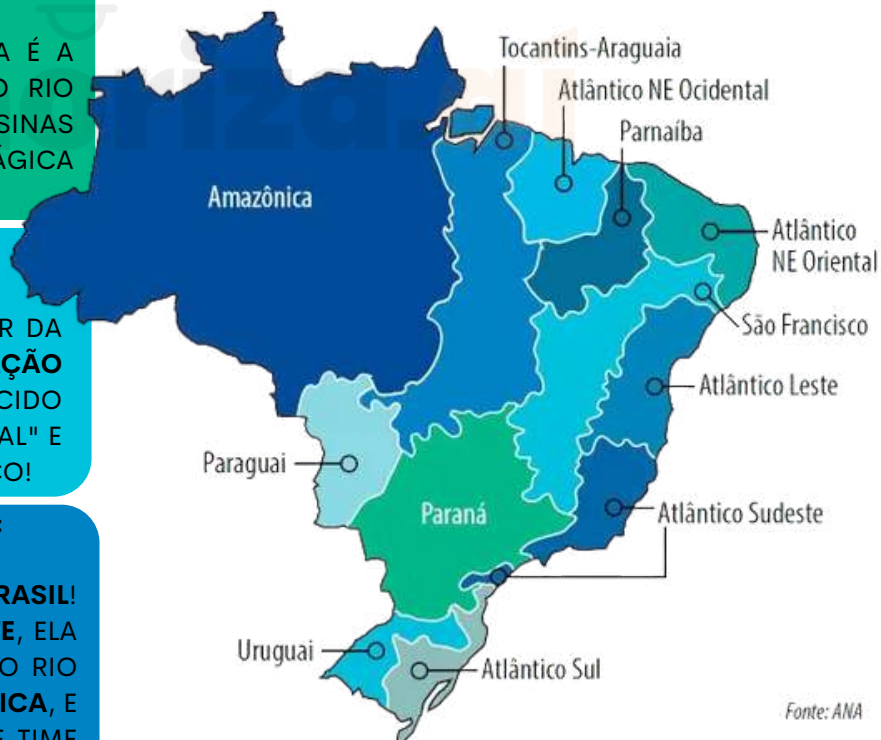 A É A
O RIO
SINAS
ÁGICA
R DA
ÇÃO
CIDO
AL" E
CO!
:
RASIL!
E, ELA
O RIO
ICA, E
E TIME
Tocantins-Araguaia
Atlântico NE Ocidental
Parnaíba
Amazônica
Atlântico
NE Oriental
São Francisco
Atlântico Leste
Paraguai
Paraná
Atlântico Sudeste
Uruguai
Atlântico Sul
Fonte: ANA